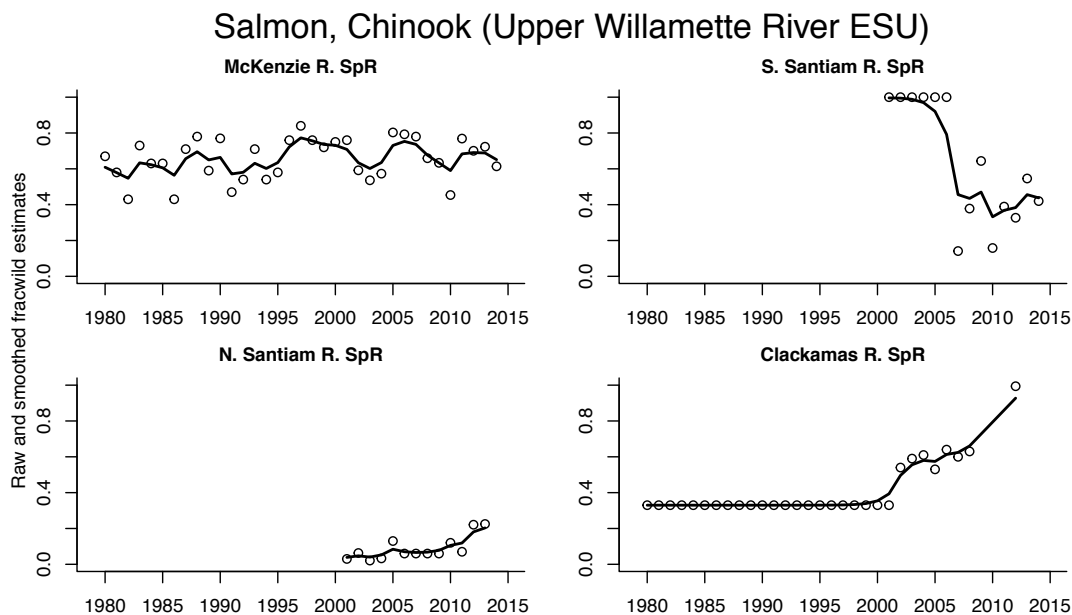 Salmon, Chinook (Upper Willamette River ESU)
McKenzie R. SpR
0.8
0.4
0.0
1980 1985 1990 1995 2000 2005 2010 2015
S. Santiam R. SpR
0.8
0.4
0.0
1980 1985 1990 1995 2000 2005 2010 2015
Raw and smoothed fracwild estimates
N. Santiam R. SpR
0.8
0.4
0.0
1980 1985 1990 1995 2000 2005 2010 2015
Clackamas R. SpR
0.8
0.4
0.0
1980 1985 1990 1995 2000 2005 2010 2015